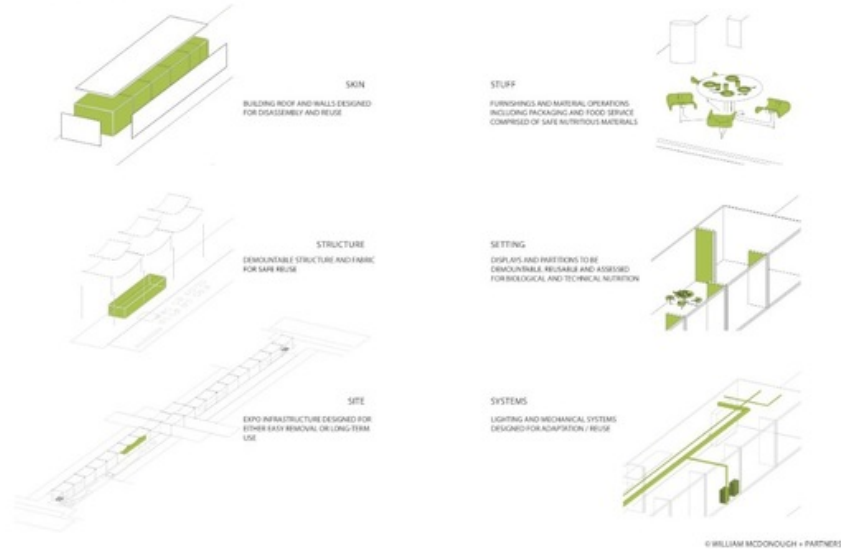 SKIN
BUILDING ROOF AND WALLS DESIGNED
FOR DISASSEMBLY AND REUSE
STRUCTURE
DEMOUNTABLE STRUCTURE AND FABRIC
FOR SAFE REUSE
SITE
EXPO INFRASTRUCTURE DESIGNED FOR
EITHER EASY REMOVAL OR LONG-TERM
USE
STUFF
FURNISHINGS AND MATERIAL OPERATIONS
INCLUDING PACKAGING AND FOOD SERVICE
COMPRISED OF SAFE NUTRITIOUS MATERIALS
SETTING
DISPLAYS AND PARTITIONS TO BE
DEMOUNTABLE, REUSABLE AND ASSESSED
FOR BIOLOGICAL AND TECHNICAL NUTRITION
SYSTEMS
LIGHTING AND MECHANICAL SYSTEMS
DESIGNED FOR ADAPTATION / REUSE
© WILLIAM MCDONOUGH + PARTNERS